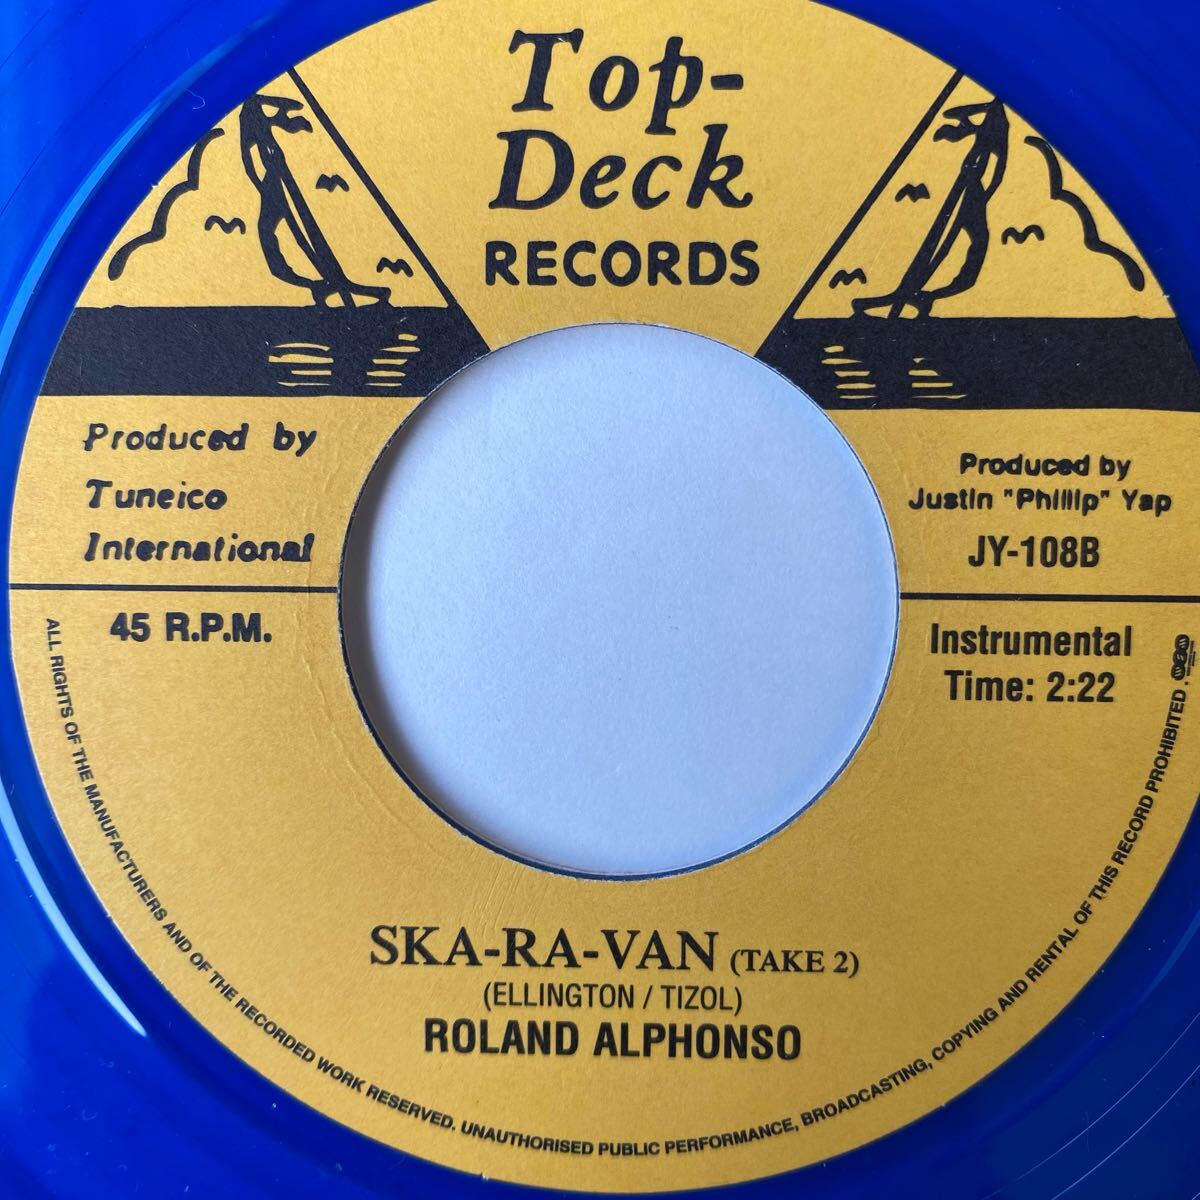 Top-
Deck
RECORDS
Produced by
Tuneico
International
Produced by
Justin "Phillip" Yap
JY-108B
45 R.P.M.
Instrumental
Time: 2:22
SKA-RA-VAN (TAKE 2)
(ELLINGTON / TIZOL)
ROLAND ALPHONSO
ALL RIGHTS OF THE MANUFACTURERS AND OF THE RECORDED WORK RESERVED. UNAUTHORISED PUBLIC PERFORMANCE, BROADCASTING, COPYING AND RENTAL OF THIS RECORD PROHIBITED.